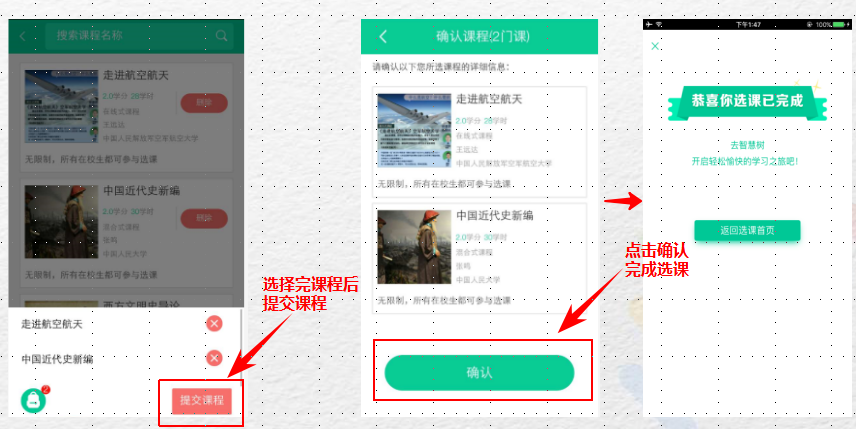 搜索课程名称
走进航空航天
2.0学分 28学时
在线式课程
王远达
中国人民解放军空军航空大学
无限制，所有在校生都可参与选课
删除
中国近代史新编
2.0学分 30学时
混合式课程
张鸣
中国人民大学
无限制，所有在校生都可参与选课
删除
西方文明史导论
走进航空航天
中国近代史新编
2
提交课程
选择完课程后
提交课程
确认课程(2门课)
请确认以下您所选课程的详细信息:
走进航空航天
2.0学分 28学时
在线式课程
王远达
中国人民解放军空军航空大学
无限制，所有在校生都可参与选课
中国近代史新编
2.0学分 30学时
混合式课程
张鸣
中国人民大学
无限制，所有在校生都可参与选课
确认
点击确认
完成选课
下午1:47
100%
恭喜你选课已完成
去智慧树
开启轻松愉快的学习之旅吧!
返回选课首页